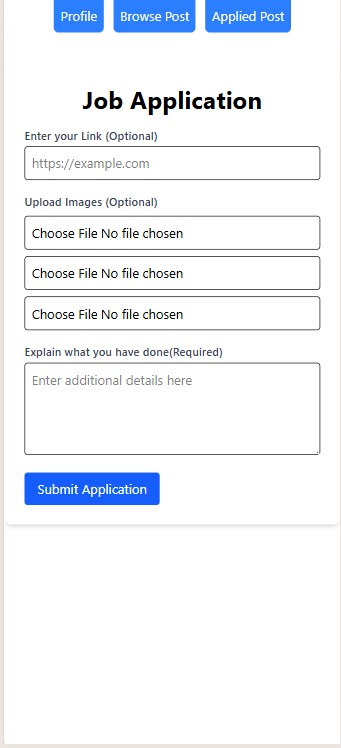 Profile Browse Post Applied Post
Job Application
Enter your Link (Optional)
https://example.com
Upload Images (Optional)
Choose File No file chosen
Choose File No file chosen
Choose File No file chosen
Explain what you have done(Required)
Enter additional details here
Submit Application